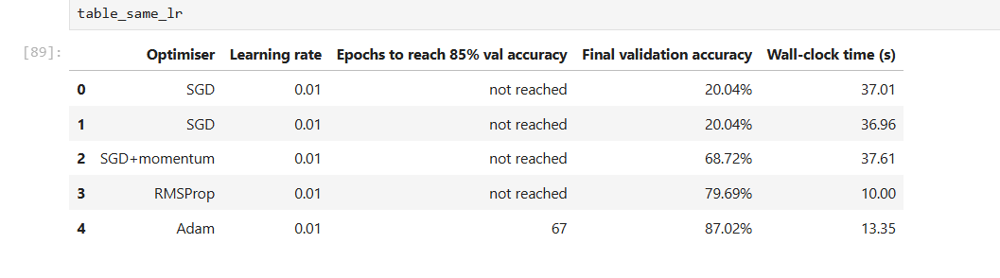 table_same_lr
[89]:
Optimiser Learning rate Epochs to reach 85% val accuracy Final validation accuracy Wall-clock time (s)
0 SGD 0.01 not reached 20.04% 37.01
1 SGD 0.01 not reached 20.04% 36.96
2 SGD+momentum 0.01 not reached 68.72% 37.61
3 RMSProp 0.01 not reached 79.69% 10.00
4 Adam 0.01 67 87.02% 13.35